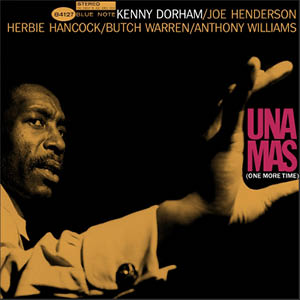 STEREO
84127 BLUE NOTE KENNY DORHAM/JOE HENDERSON
HERBIE HANCOCK/BUTCH WARREN/ANTHONY WILLIAMS
UNA
MAS
(ONE MORE TIME)